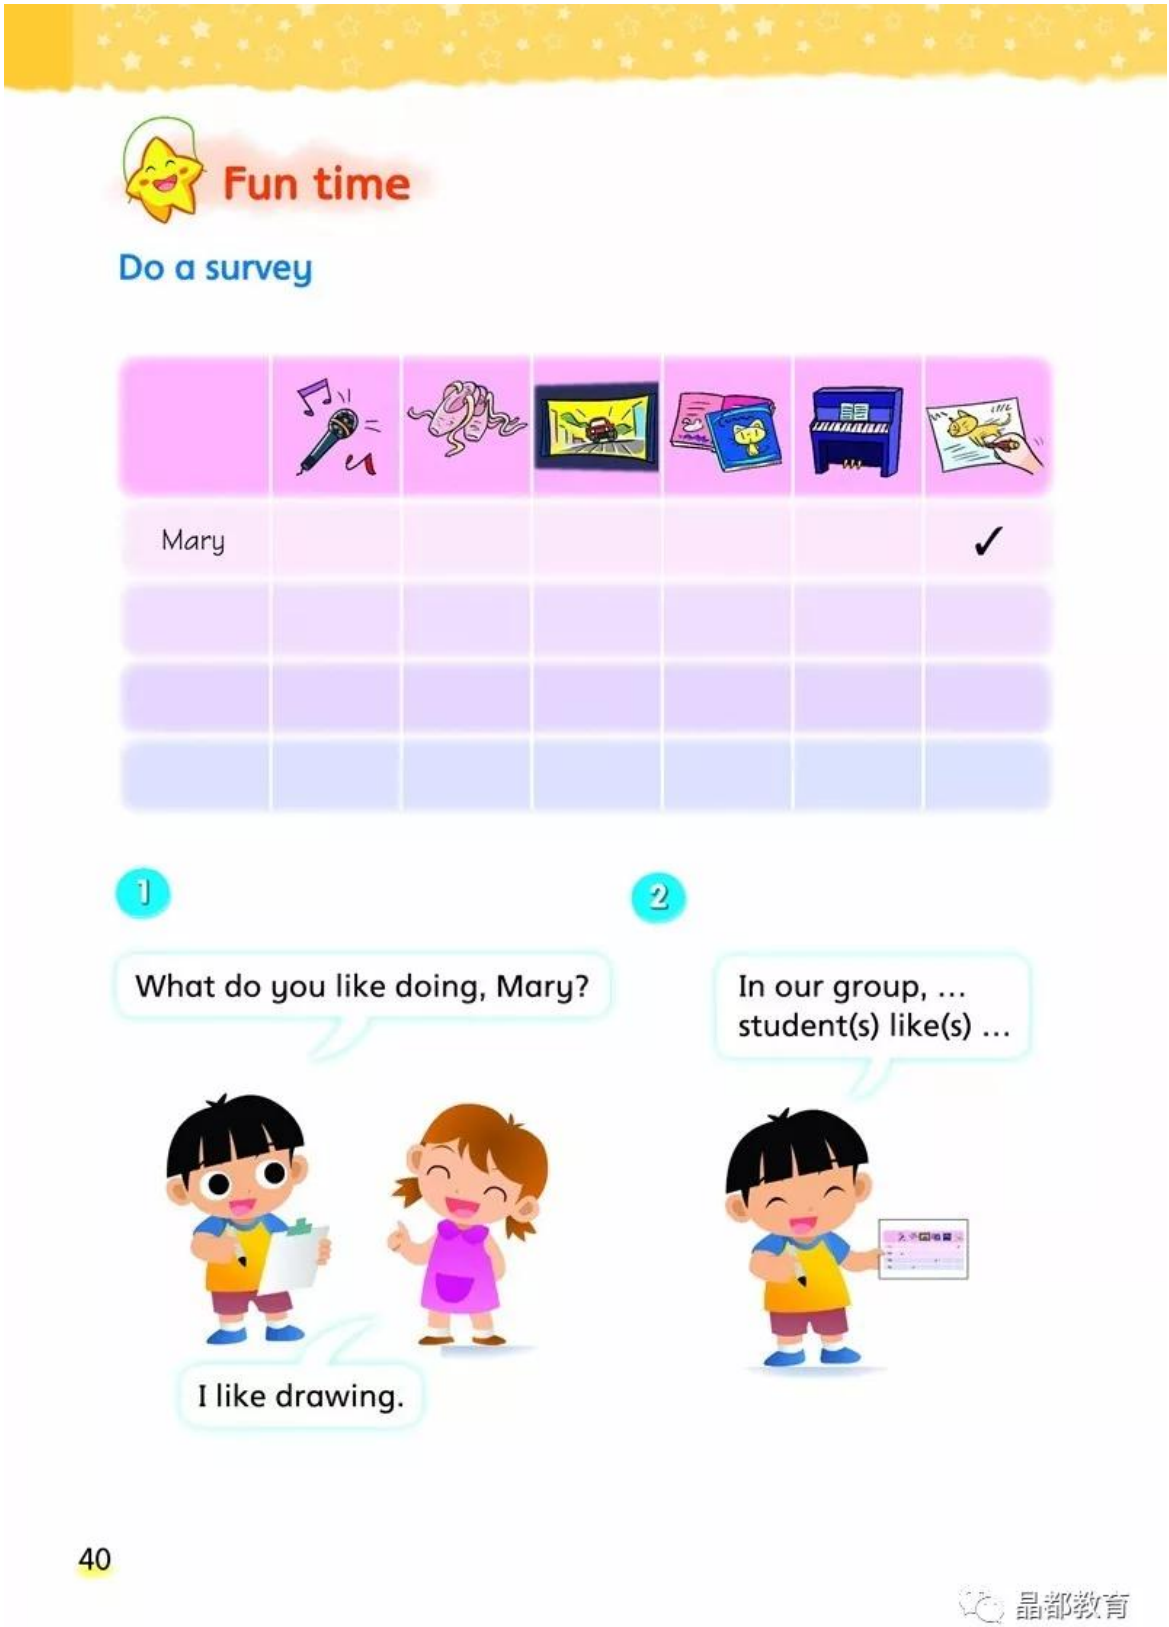 Fun time
Do a survey
Mary
1
2
What do you like doing, Mary?
In our group, ...
student(s) like(s) ...
I like drawing.
40
晶都教育